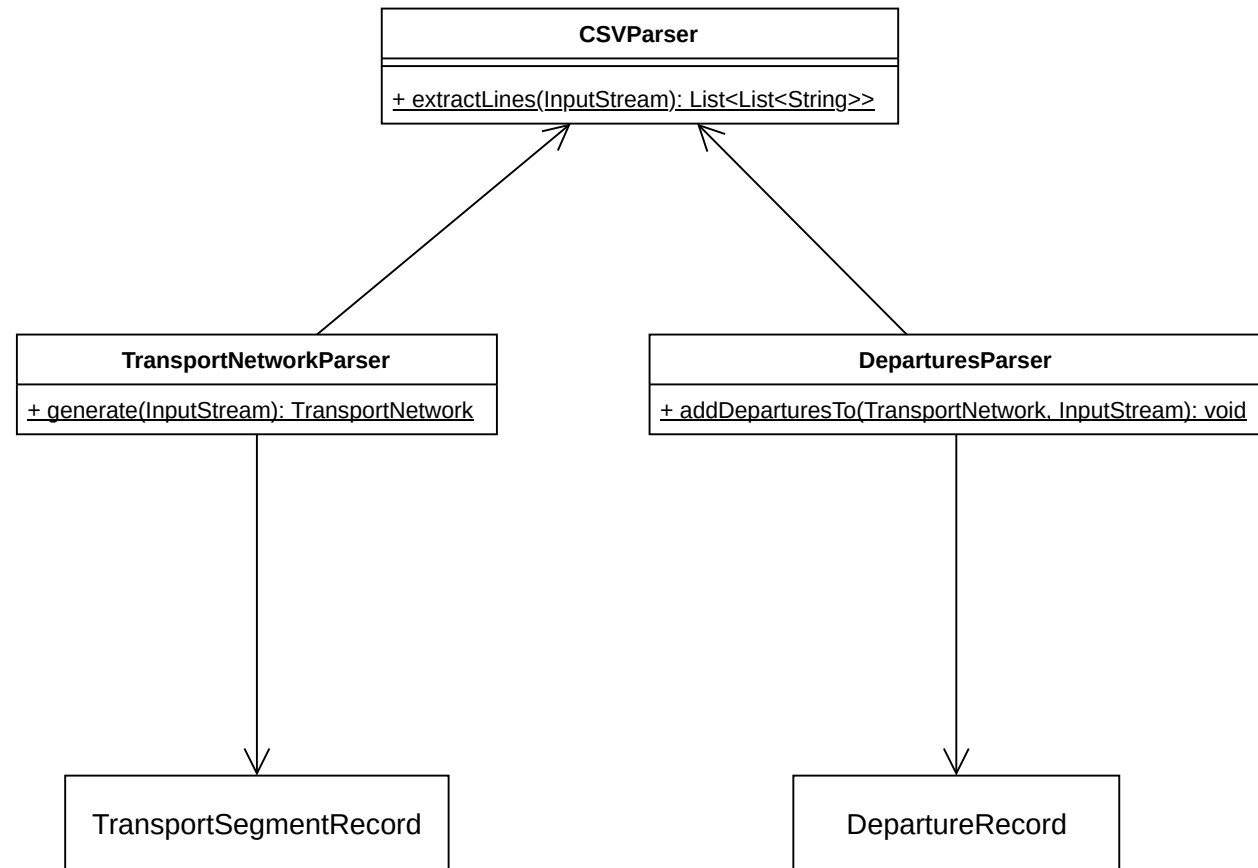 CSVParser
+ extractLines(InputStream): List<List<String>>
TransportNetworkParser
+ generate(InputStream): TransportNetwork
DeparturesParser
+ addDeparturesTo(TransportNetwork, InputStream): void
TransportSegmentRecord
DepartureRecord